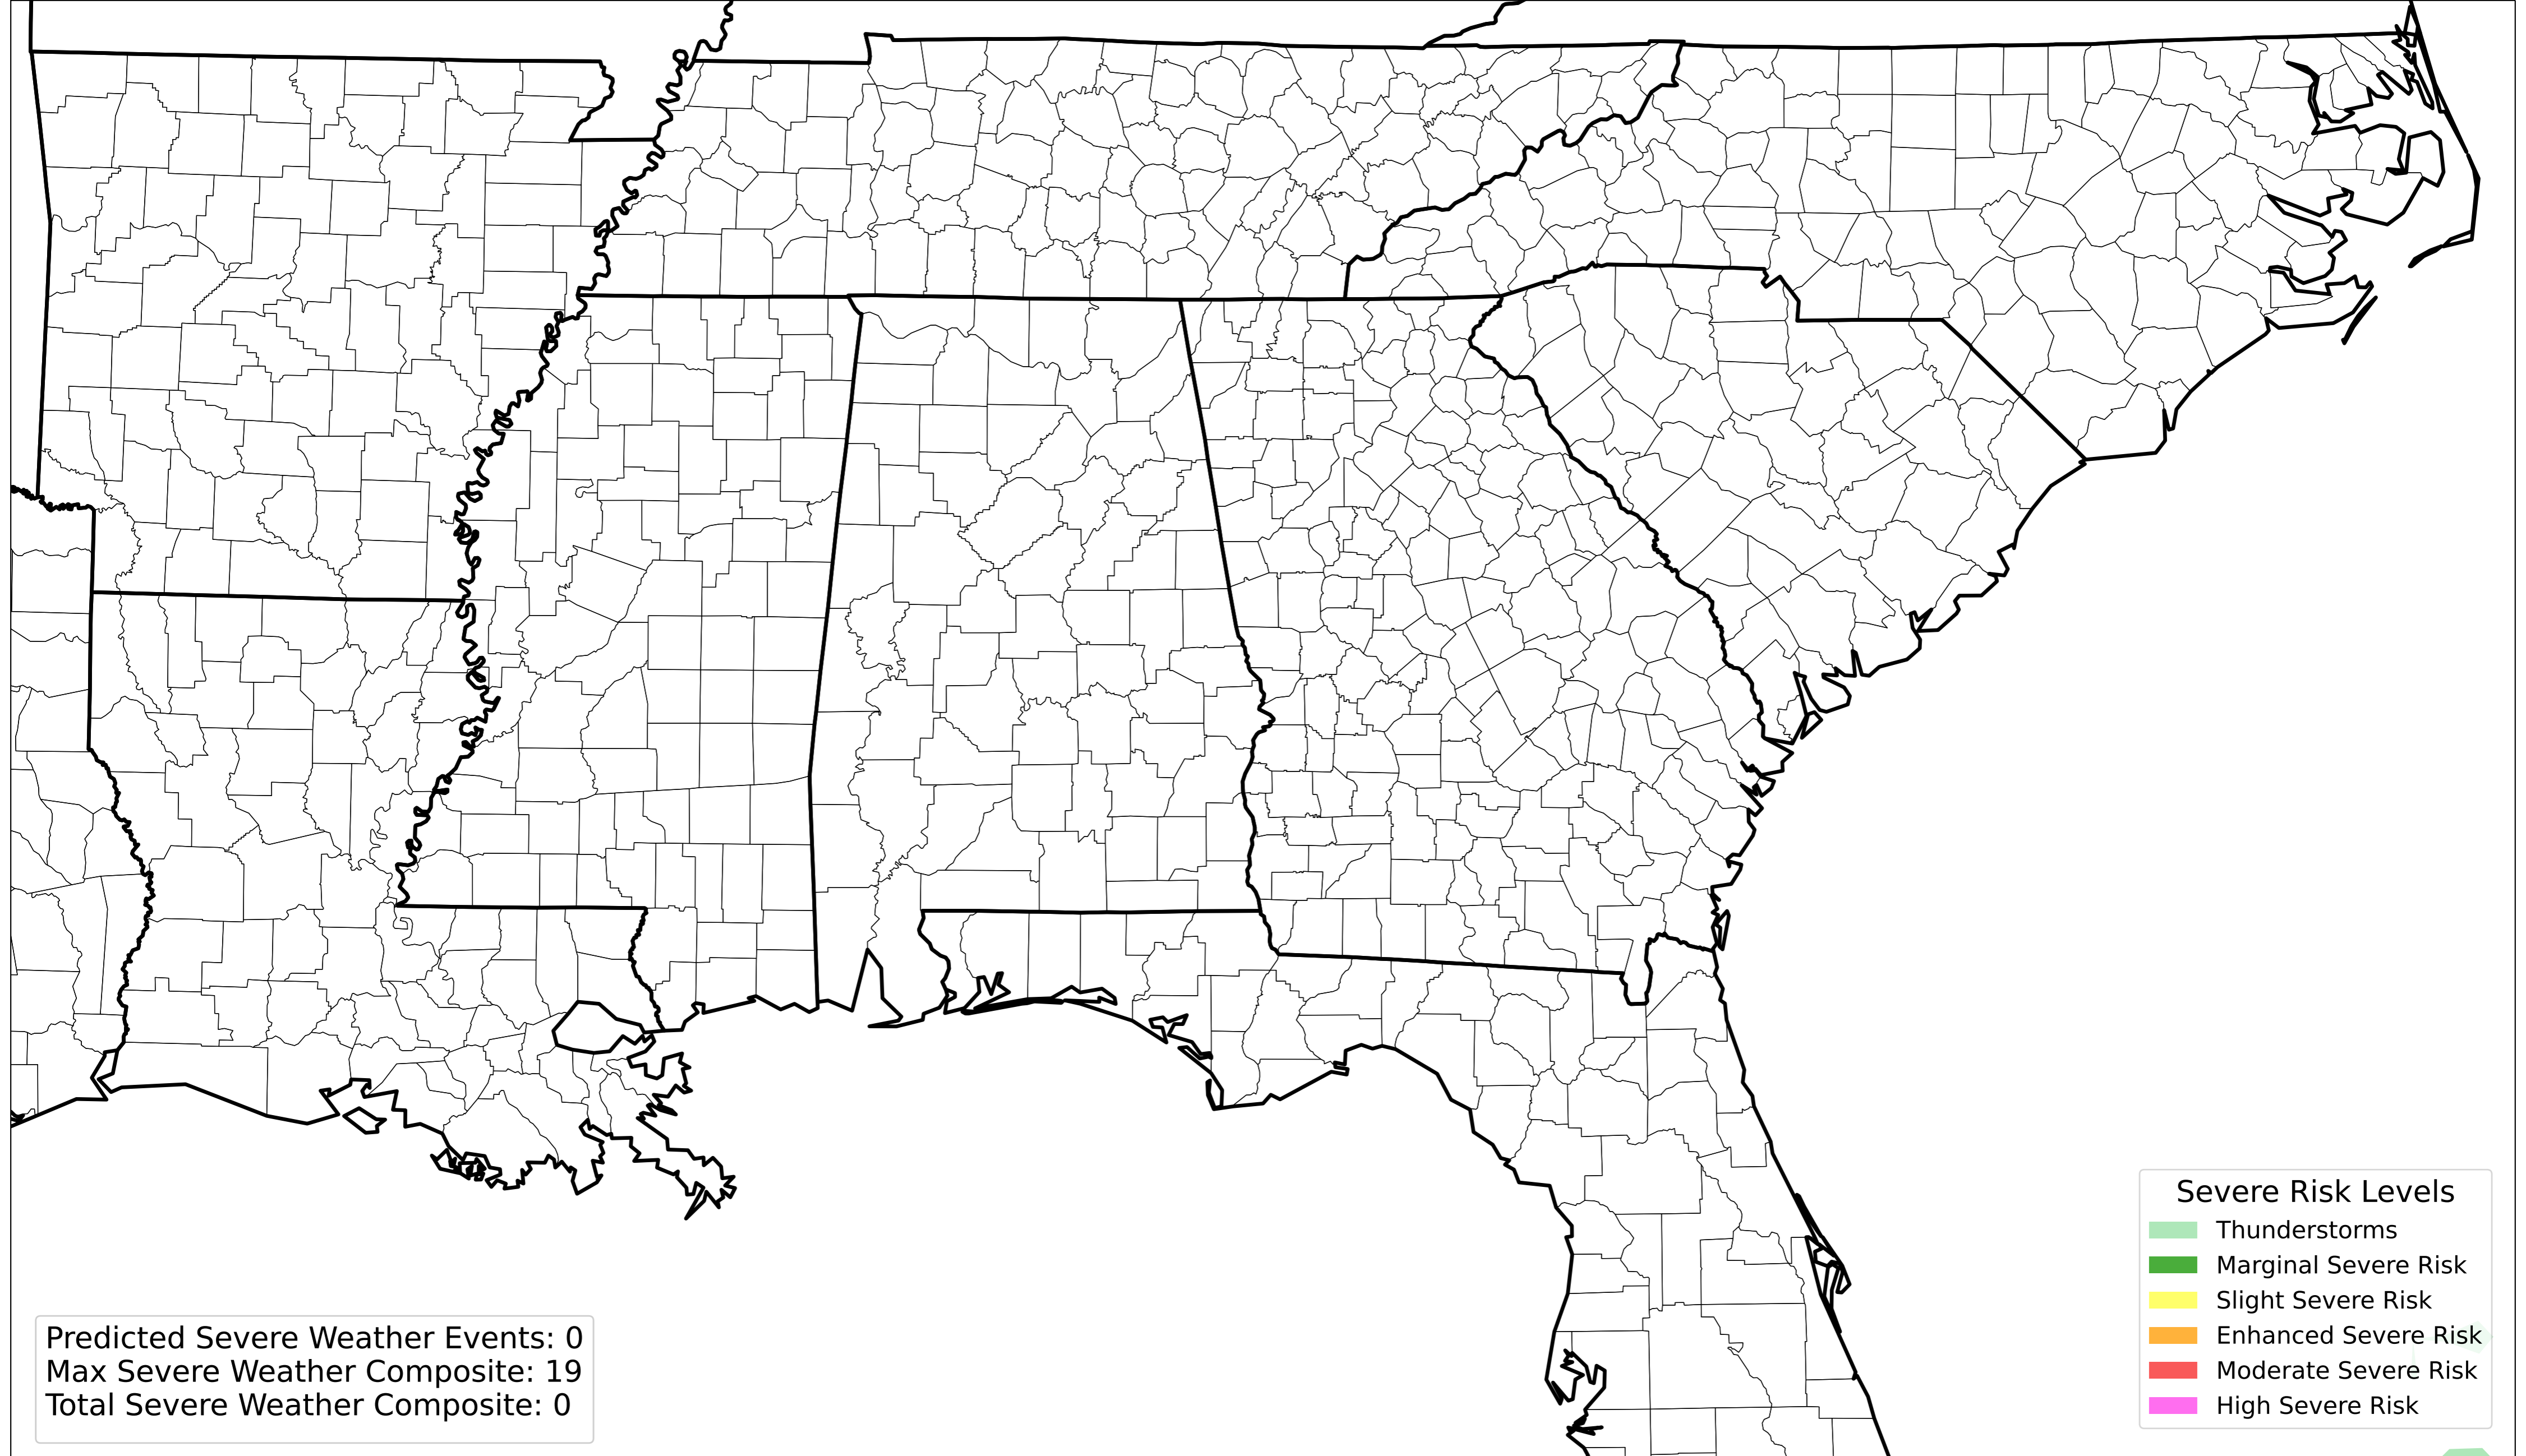 Predicted Severe Weather Events: 0
Max Severe Weather Composite: 19
Total Severe Weather Composite: 0
Severe Risk Levels
Thunderstorms
Marginal Severe Risk
Slight Severe Risk
Enhanced Severe Risk
Moderate Severe Risk
High Severe Risk